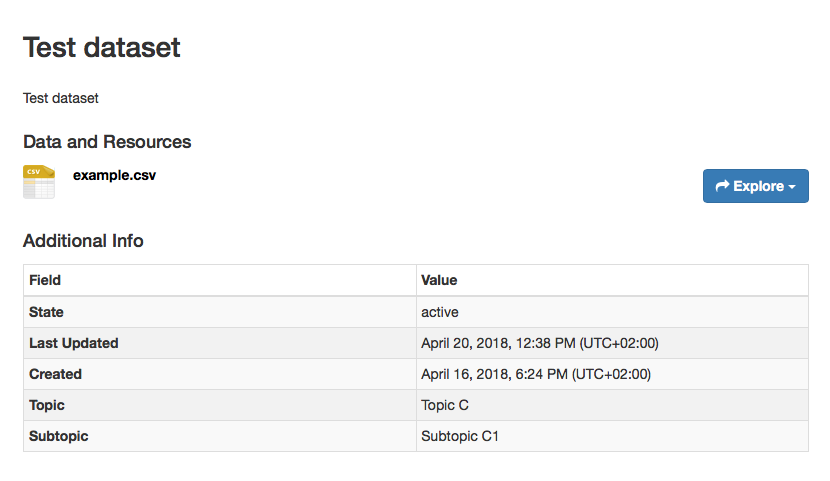 Test dataset
Test dataset
Data and Resources
CSV
example.csv
Explore
Additional Info
Field Value
State active
Last Updated April 20, 2018, 12:38 PM (UTC+02:00)
Created April 16, 2018, 6:24 PM (UTC+02:00)
Topic Topic C
Subtopic Subtopic C1